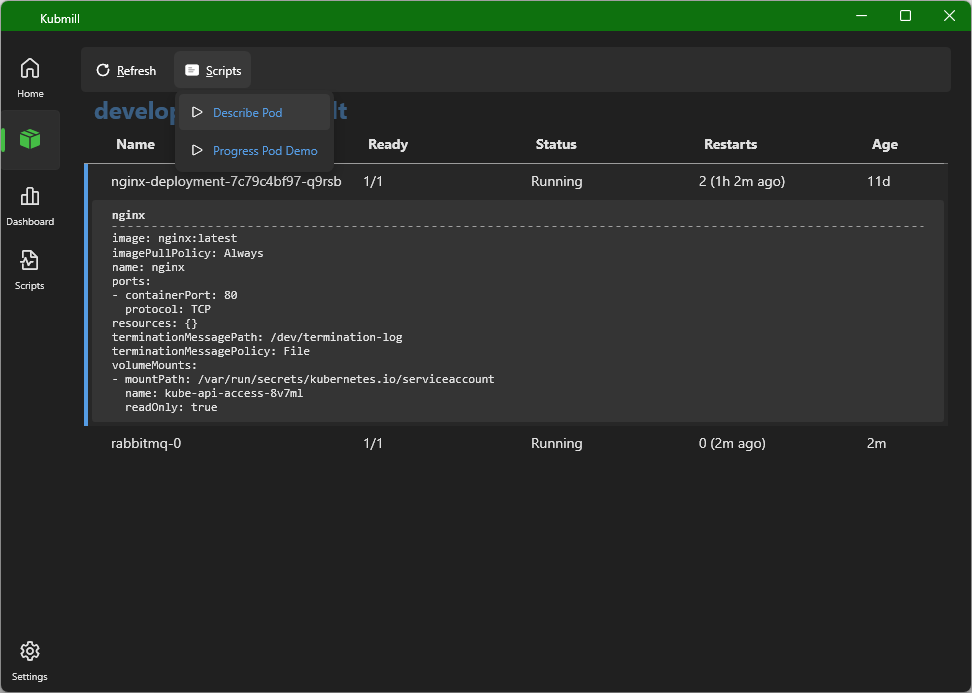 Kubmill
Home
Dashboard
Scripts
Settings
Refresh
Scripts
Describe Pod
Progress Pod Demo
Name Ready Status Restarts Age
nginx-deployment-7c79c4bf97-q9rsb 1/1 Running 2 (1h 2m ago) 11d
nginx
image: nginx:latest
imagePullPolicy: Always
name: nginx
ports:
- containerPort: 80
  protocol: TCP
resources: {}
terminationMessagePath: /dev/termination-log
terminationMessagePolicy: File
volumeMounts:
- mountPath: /var/run/secrets/kubernetes.io/serviceaccount
  name: kube-api-access-8v7ml
  readOnly: true
rabbitmq-0 1/1 Running 0 (2m ago) 2m